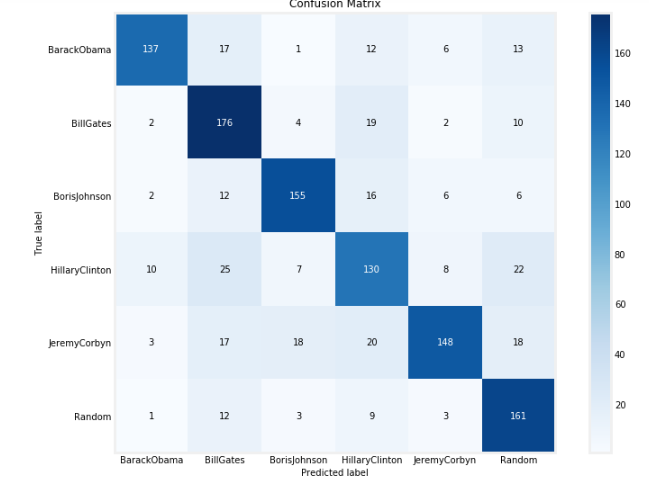 Confusion Matrix
BarackObama 137 17 1 12 6 13
BillGates 2 176 4 19 2 10
BorisJohnson 2 12 155 16 6 6
HillaryClinton 10 25 7 130 8 22
JeremyCorbyn 3 17 18 20 148 18
Random 1 12 3 9 3 161
BarackObama BillGates BorisJohnson HillaryClinton JeremyCorbyn Random
Predicted label
True label
160
140
120
100
80
60
40
20